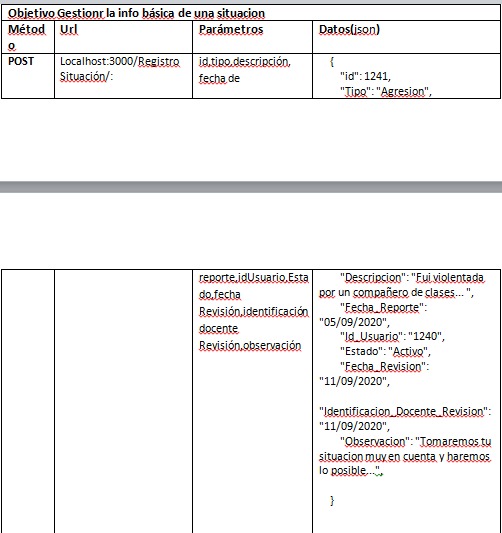 Objetivo Gestionr la info básica de una situacion
Métod
o
Url
Parámetros
Datos(json)
POST
Localhost:3000/Registro
Situación/:
id,tipo,descripción,
fecha de
{
"id": 1241,
"Tipo": "Agresion",
reporte,idUsuario,Esta
do,fecha
Revisión,identificación
docente
Revisión,observación
"Descripcion": "Fui violentada
por un compañero de clases... ",
"Fecha_Reporte":
"05/09/2020",
"Id_Usuario": "1240",
"Estado": "Activo",
"Fecha_Revision":
"11/09/2020",
"Identificacion_Docente_Revision":
"11/09/2020",
"Observacion": "Tomaremos tu
situacion muy en cuenta y haremos
lo posible...",
}